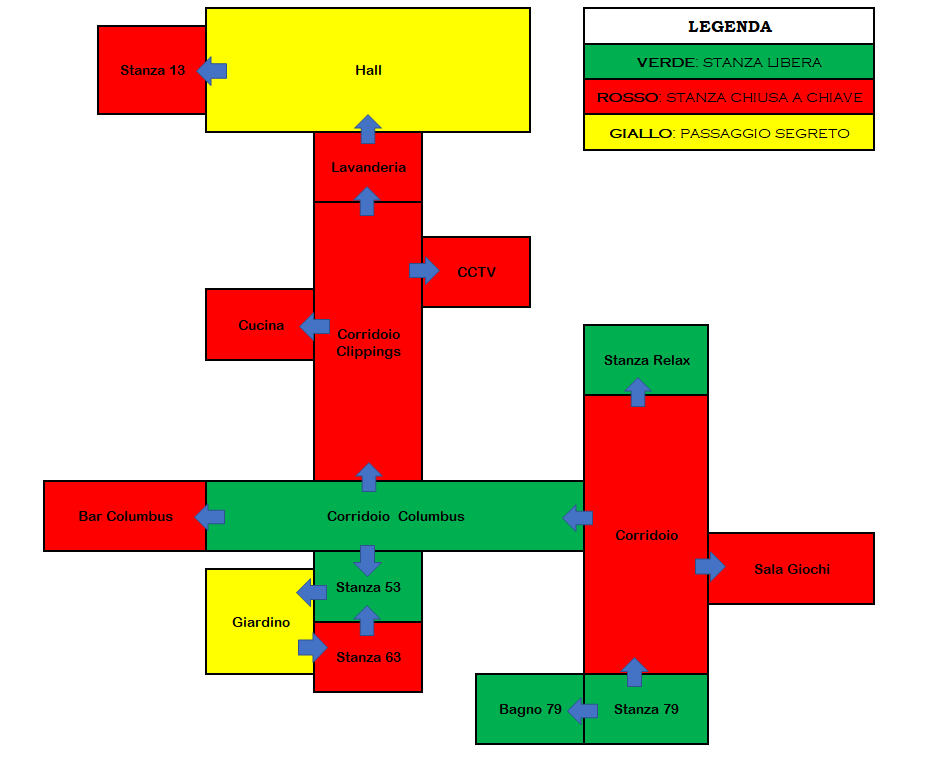 LEGENDA
VERDE: STANZA LIBERA
ROSSO: STANZA CHIUSA A CHIAVE
GIALLO: PASSAGGIO SEGRETO
Stanza 13
Hall
Lavanderia
CCTV
Cucina
Corridoio
Clippings
Stanza Relax
Bar Columbus
Corridoio Columbus
Corridoio
Sala Giochi
Stanza 53
Giardino
Stanza 63
Bagno 79
Stanza 79